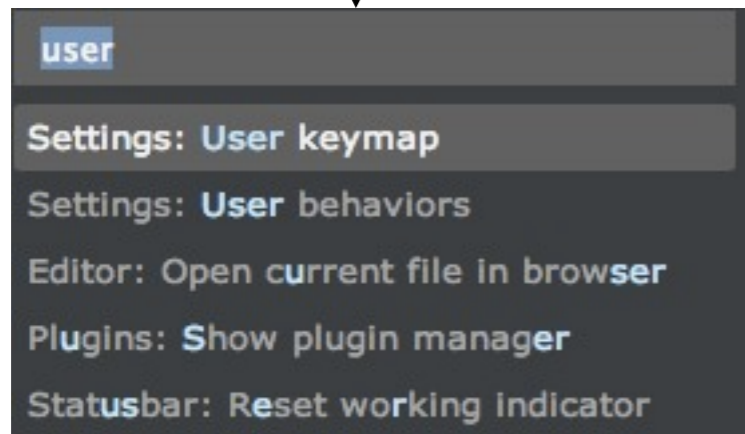 user
Settings: User keymap
Settings: User behaviors
Editor: Open current file in browser
Plugins: Show plugin manager
Statusbar: Reset working indicator